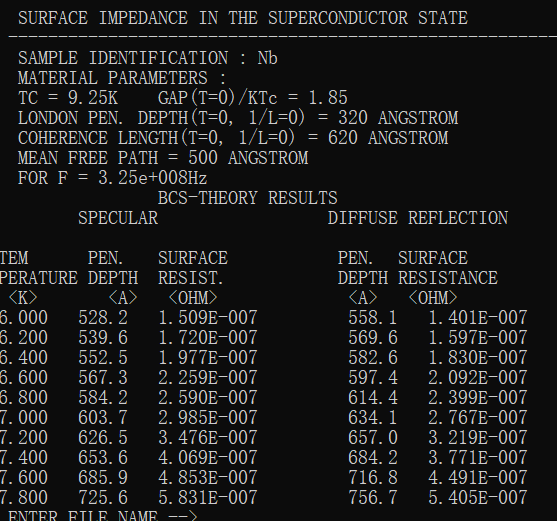 SURFACE IMPEDANCE IN THE SUPERCONDUCTOR STATE
--------------------------------------------------------
SAMPLE IDENTIFICATION : Nb
MATERIAL PARAMETERS :
TC = 9.25K    GAP(T=0)/KTc = 1.85
LONDON PEN. DEPTH(T=0, 1/L=0) = 320 ANGSTROM
COHERENCE LENGTH(T=0, 1/L=0) = 620 ANGSTROM
MEAN FREE PATH = 500 ANGSTROM
FOR F = 3.25e+008Hz
BCS-THEORY RESULTS
SPECULAR    DIFFUSE REFLECTION
TEM    PEN.    SURFACE    PEN.    SURFACE
PERATURE DEPTH    RESIST.    DEPTH RESISTANCE
<K>    <A>    <OHM>    <A>    <OHM>
6.000    528.2    1.509E-007    558.1    1.401E-007
6.200    539.6    1.720E-007    569.6    1.597E-007
6.400    552.5    1.977E-007    582.6    1.830E-007
6.600    567.3    2.259E-007    597.4    2.092E-007
6.800    584.2    2.590E-007    614.4    2.399E-007
7.000    603.7    2.985E-007    634.1    2.767E-007
7.200    626.5    3.476E-007    657.0    3.219E-007
7.400    653.6    4.069E-007    684.2    3.771E-007
7.600    685.9    4.853E-007    716.8    4.491E-007
7.800    725.6    5.831E-007    756.7    5.405E-007
ENTER FILE NAME -->